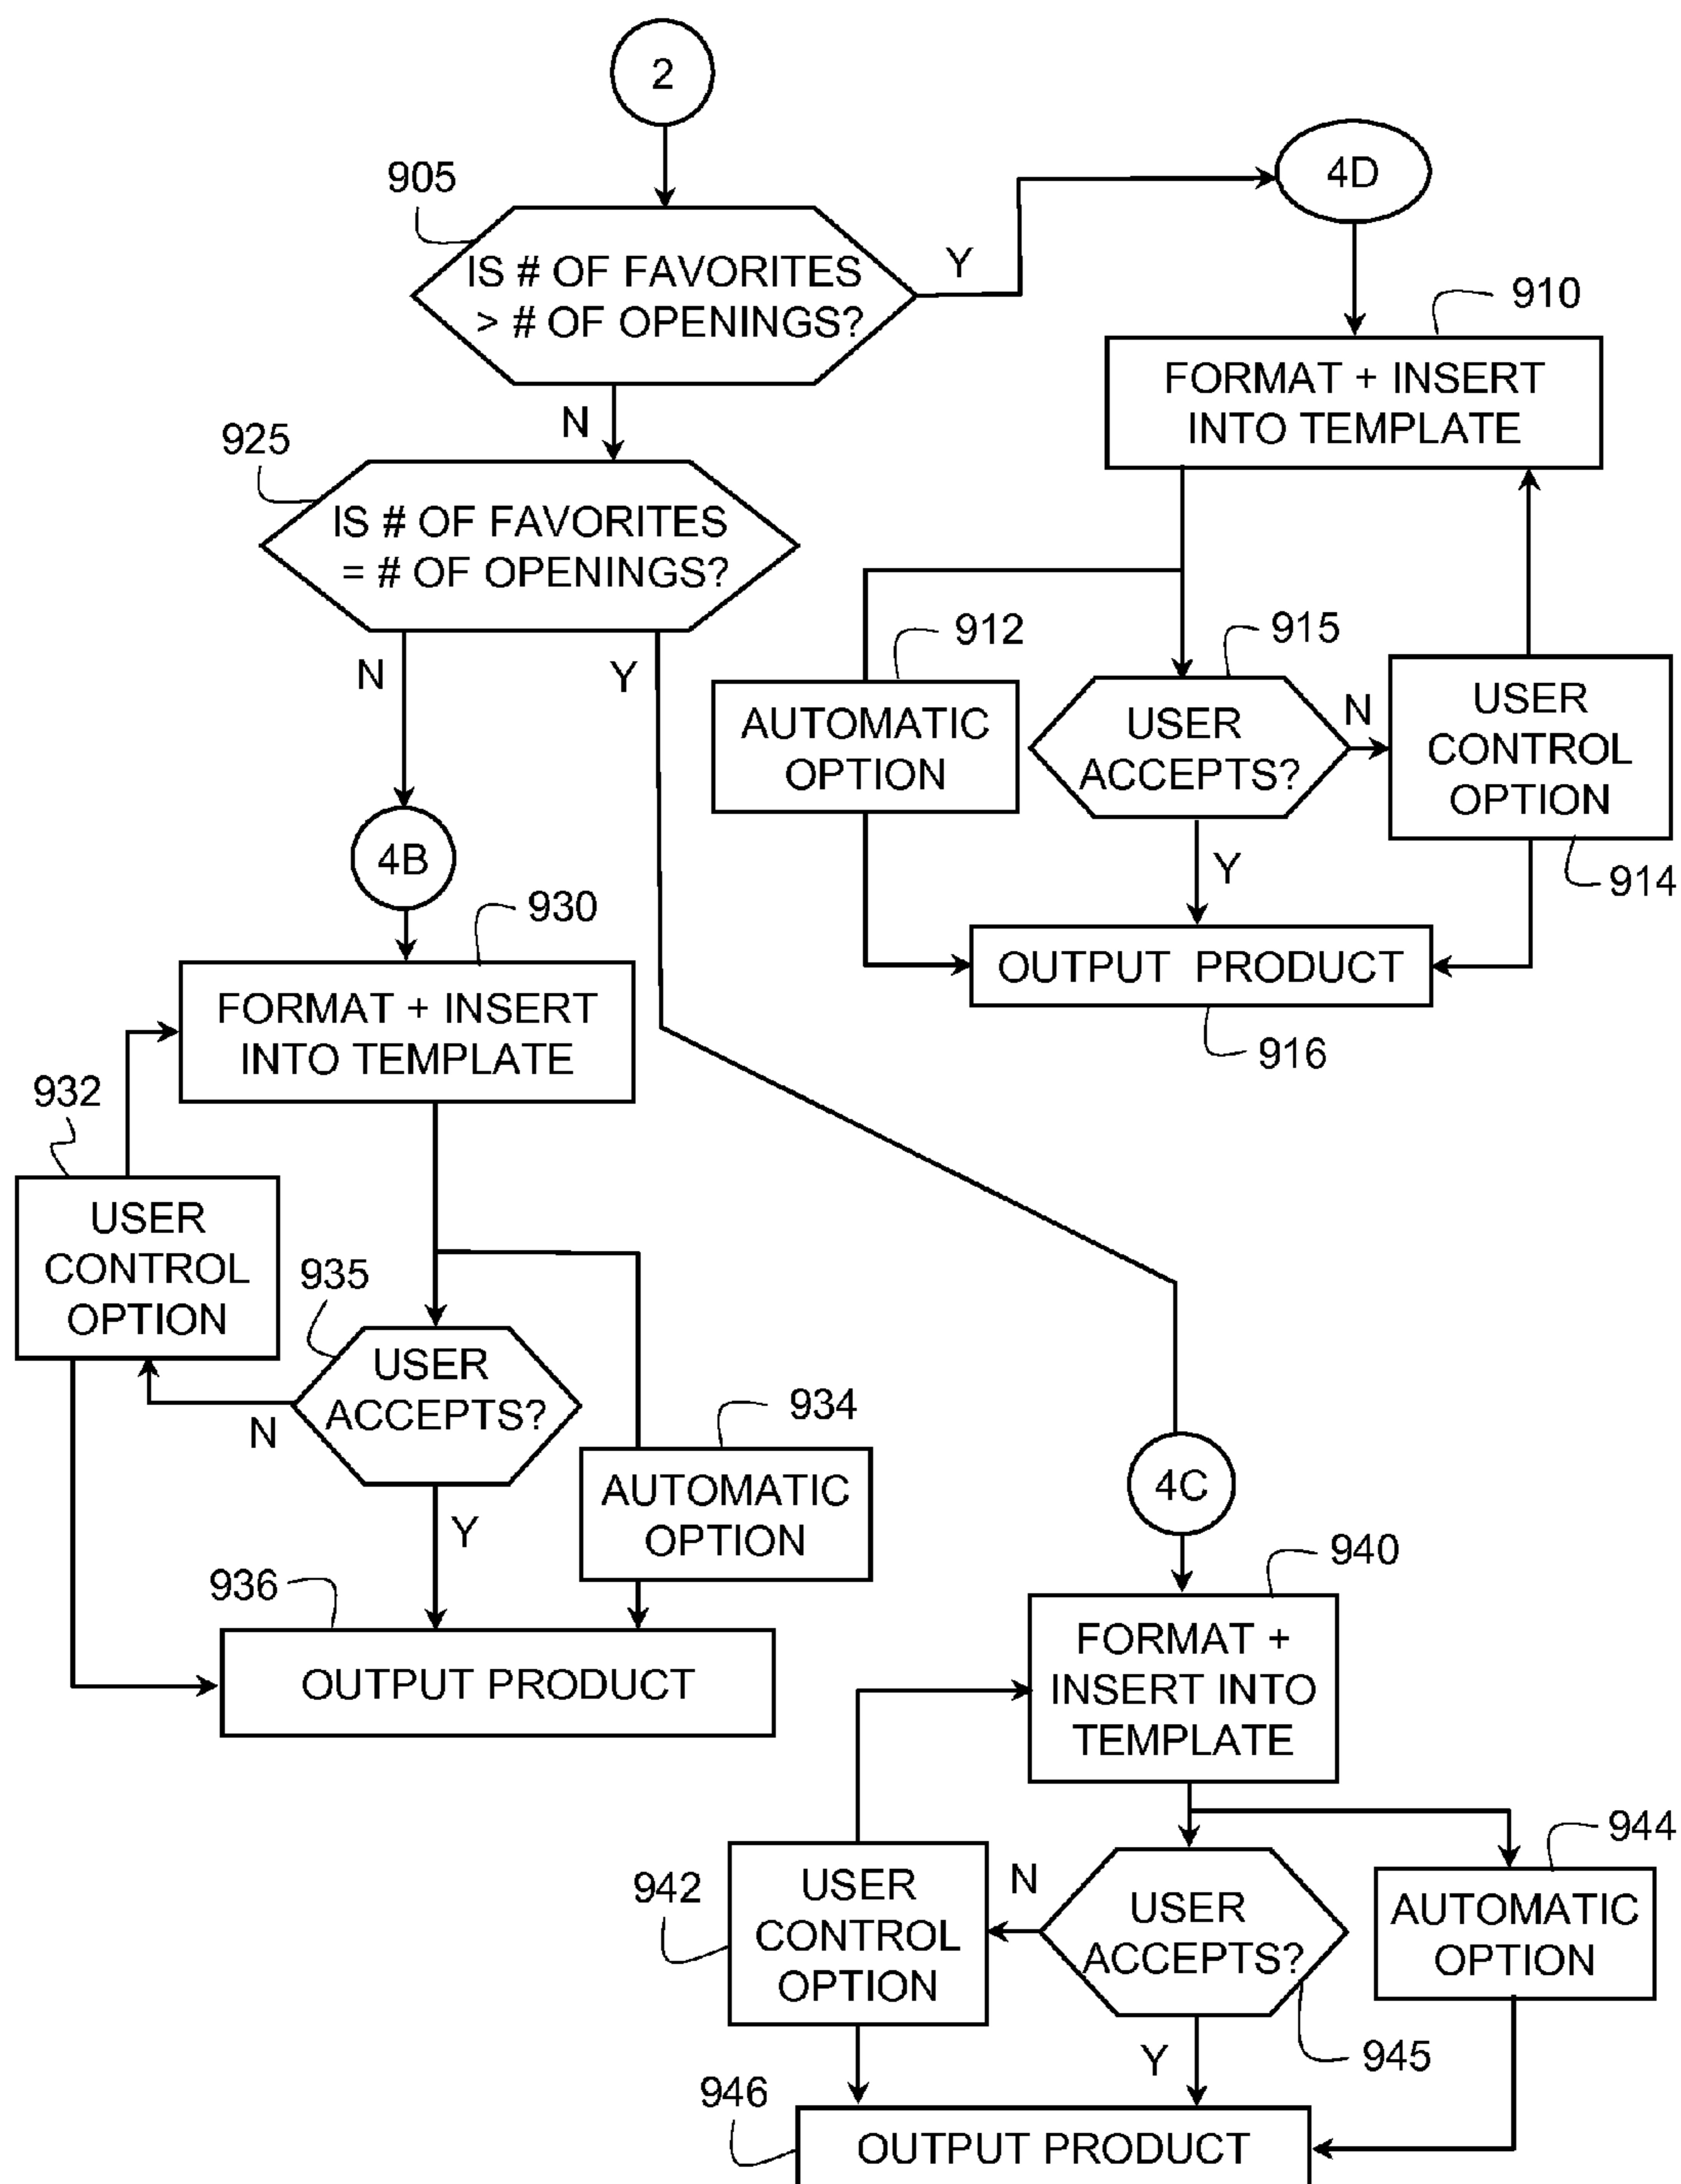 2
905
IS # OF FAVORITES
> # OF OPENINGS?
Y
4D
N
910
FORMAT + INSERT
INTO TEMPLATE
925
IS # OF FAVORITES
= # OF OPENINGS?
N
Y
912
AUTOMATIC
OPTION
915
USER
ACCEPTS?
N
USER
CONTROL
OPTION
914
Y
OUTPUT PRODUCT
916
4B
930
FORMAT + INSERT
INTO TEMPLATE
932
USER
CONTROL
OPTION
935
USER
ACCEPTS?
N
Y
934
AUTOMATIC
OPTION
936
OUTPUT PRODUCT
4C
940
FORMAT +
INSERT INTO
TEMPLATE
942
USER
CONTROL
OPTION
N
USER
ACCEPTS?
945
Y
944
AUTOMATIC
OPTION
946
OUTPUT PRODUCT